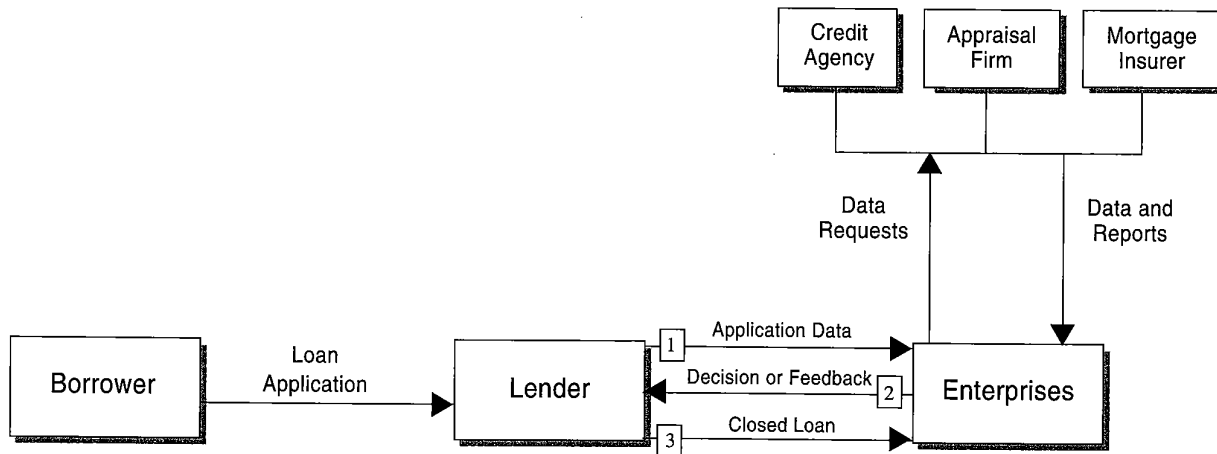 Credit
Agency
Appraisal
Firm
Mortgage
Insurer
Data
Requests
Data and
Reports
Borrower
Loan
Application
Lender
1
Application Data
Decision or Feedback
2
3
Closed Loan
Enterprises